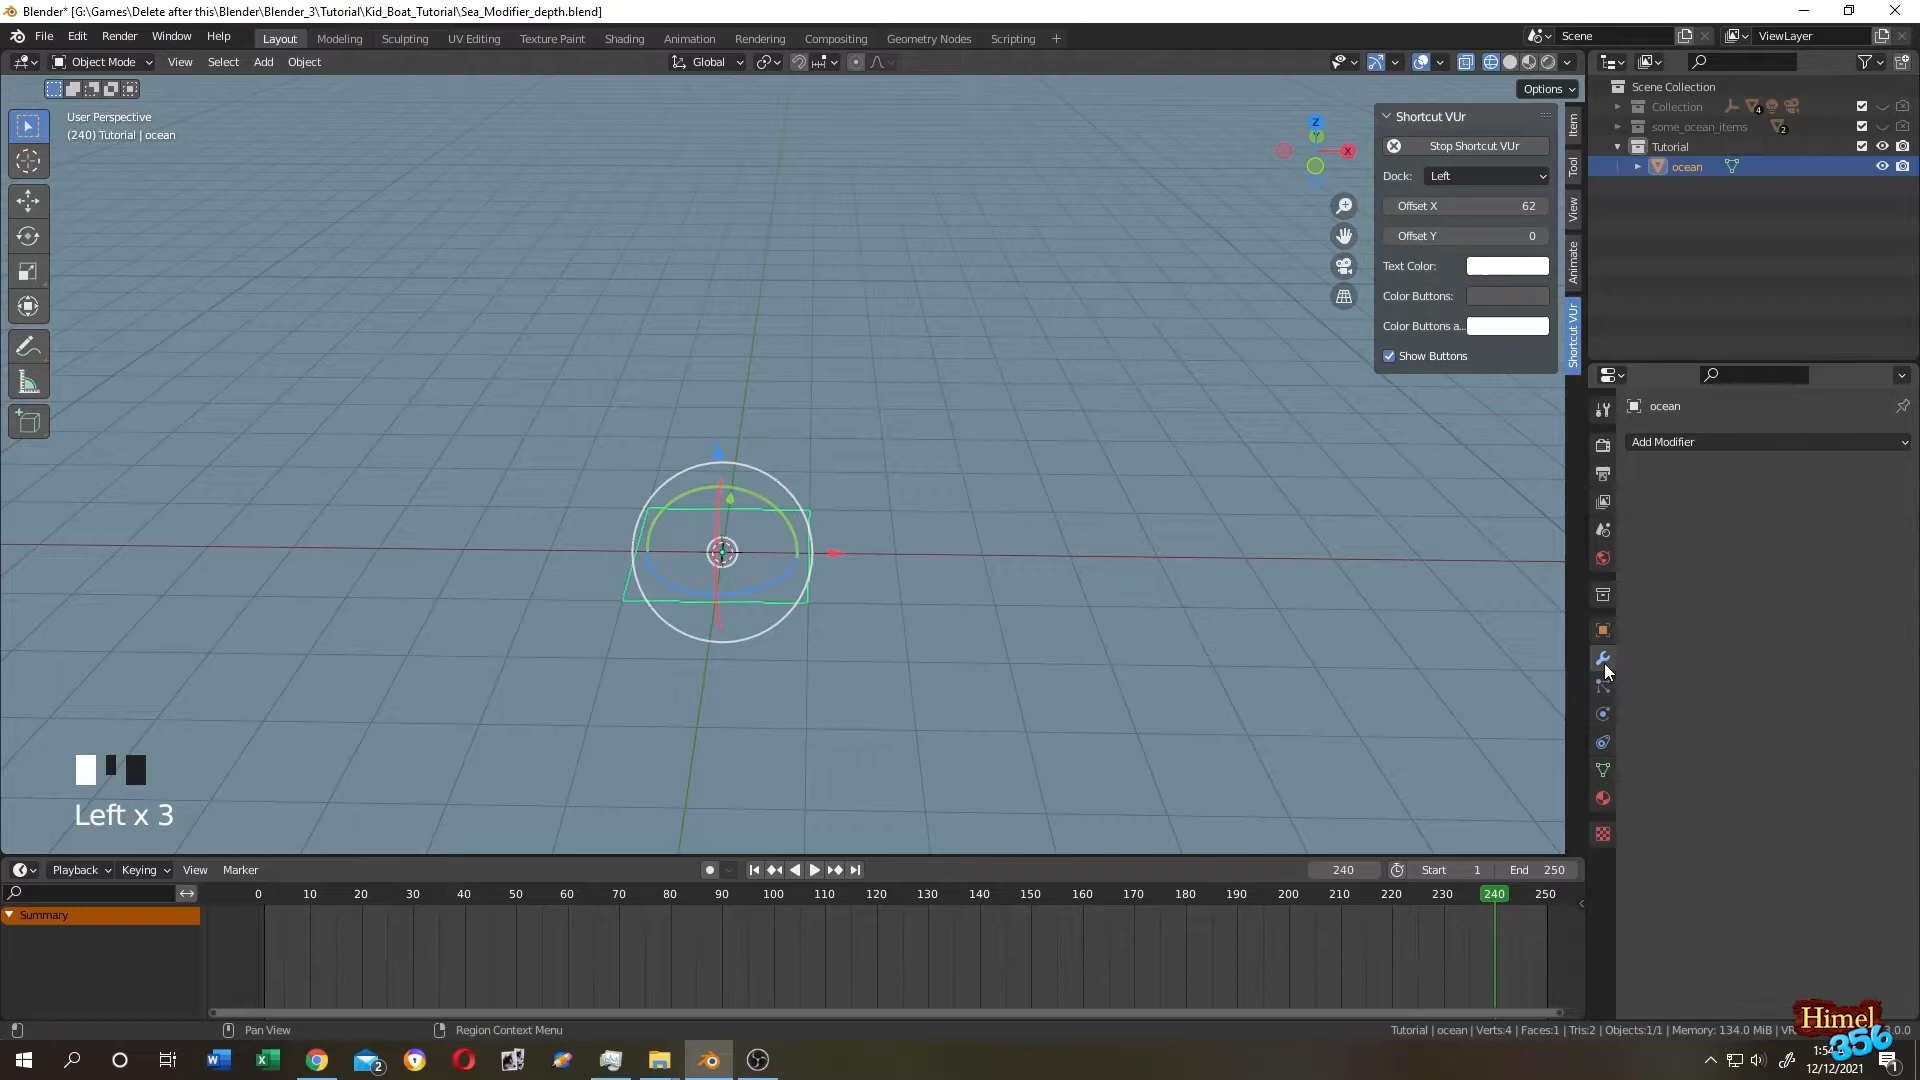 Blender* [G:\Games\Delete after this\Blender\Blender_3\Tutorial\Kid_Boat_Tutorial\Sea_Modifier_depth.blend]
File Edit Render Window Help Layout Modeling Sculpting UV Editing Texture Paint Shading Animation Rendering Compositing Geometry Nodes Scripting + Scene ViewLayer
Object Mode View Select Add Object Global
Options
User Perspective
(240) Tutorial | ocean
Z
Y
X
Shortcut VUr
Stop Shortcut VUr
Dock: Left
Offset X 62
Offset Y 0
Text Color:
Color Buttons:
Color Buttons a...
Show Buttons
Item
Tool
View
Animate
Shortcut VUr
Scene Collection
Collection 4
some_ocean_items 2
Tutorial
ocean
ocean
Add Modifier
Left x 3
Playback Keying View Marker 240 Start 1 End 250
0 10 20 30 40 50 60 70 80 90 100 110 120 130 140 150 160 170 180 190 200 210 220 230 240 250
Summary
Pan View Region Context Menu Tutorial | ocean | Verts:4 | Faces:1 | Tris:2 | Objects:1/1 | Memory: 134.0 MiB
Himel
356
2
12/12/2021
1